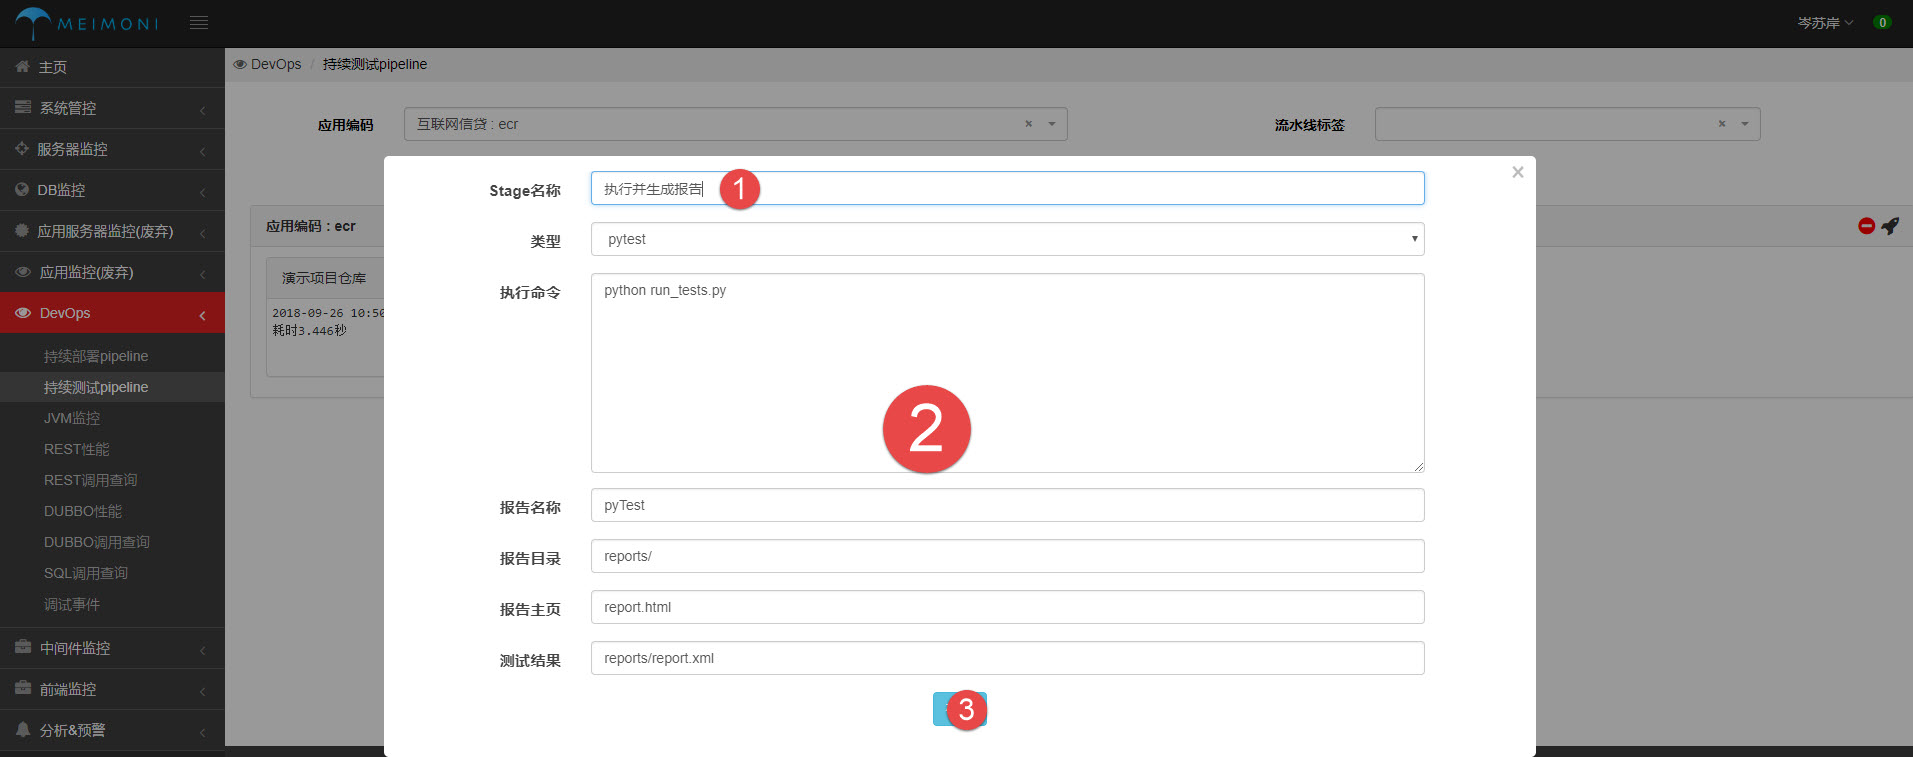 MEIMONI
岑苏岸
0
主页
系统管控
服务器监控
DB监控
应用服务器监控(废弃)
应用监控(废弃)
DevOps
持续部署pipeline
持续测试pipeline
JVM监控
REST性能
REST调用查询
DUBBO性能
DUBBO调用查询
SQL调用查询
调试事件
中间件监控
前端监控
分析&预警
DevOps / 持续测试pipeline
应用编码 互联网信贷 : ecr × 流水线标签 ×
应用编码 : ecr
演示项目仓库
2018-09-26 10:50
耗时3.446秒
×
Stage名称 执行并生成报告 1
类型 pytest
执行命令 python run_tests.py
2
报告名称 pyTest
报告目录 reports/
报告主页 report.html
测试结果 reports/report.xml
3